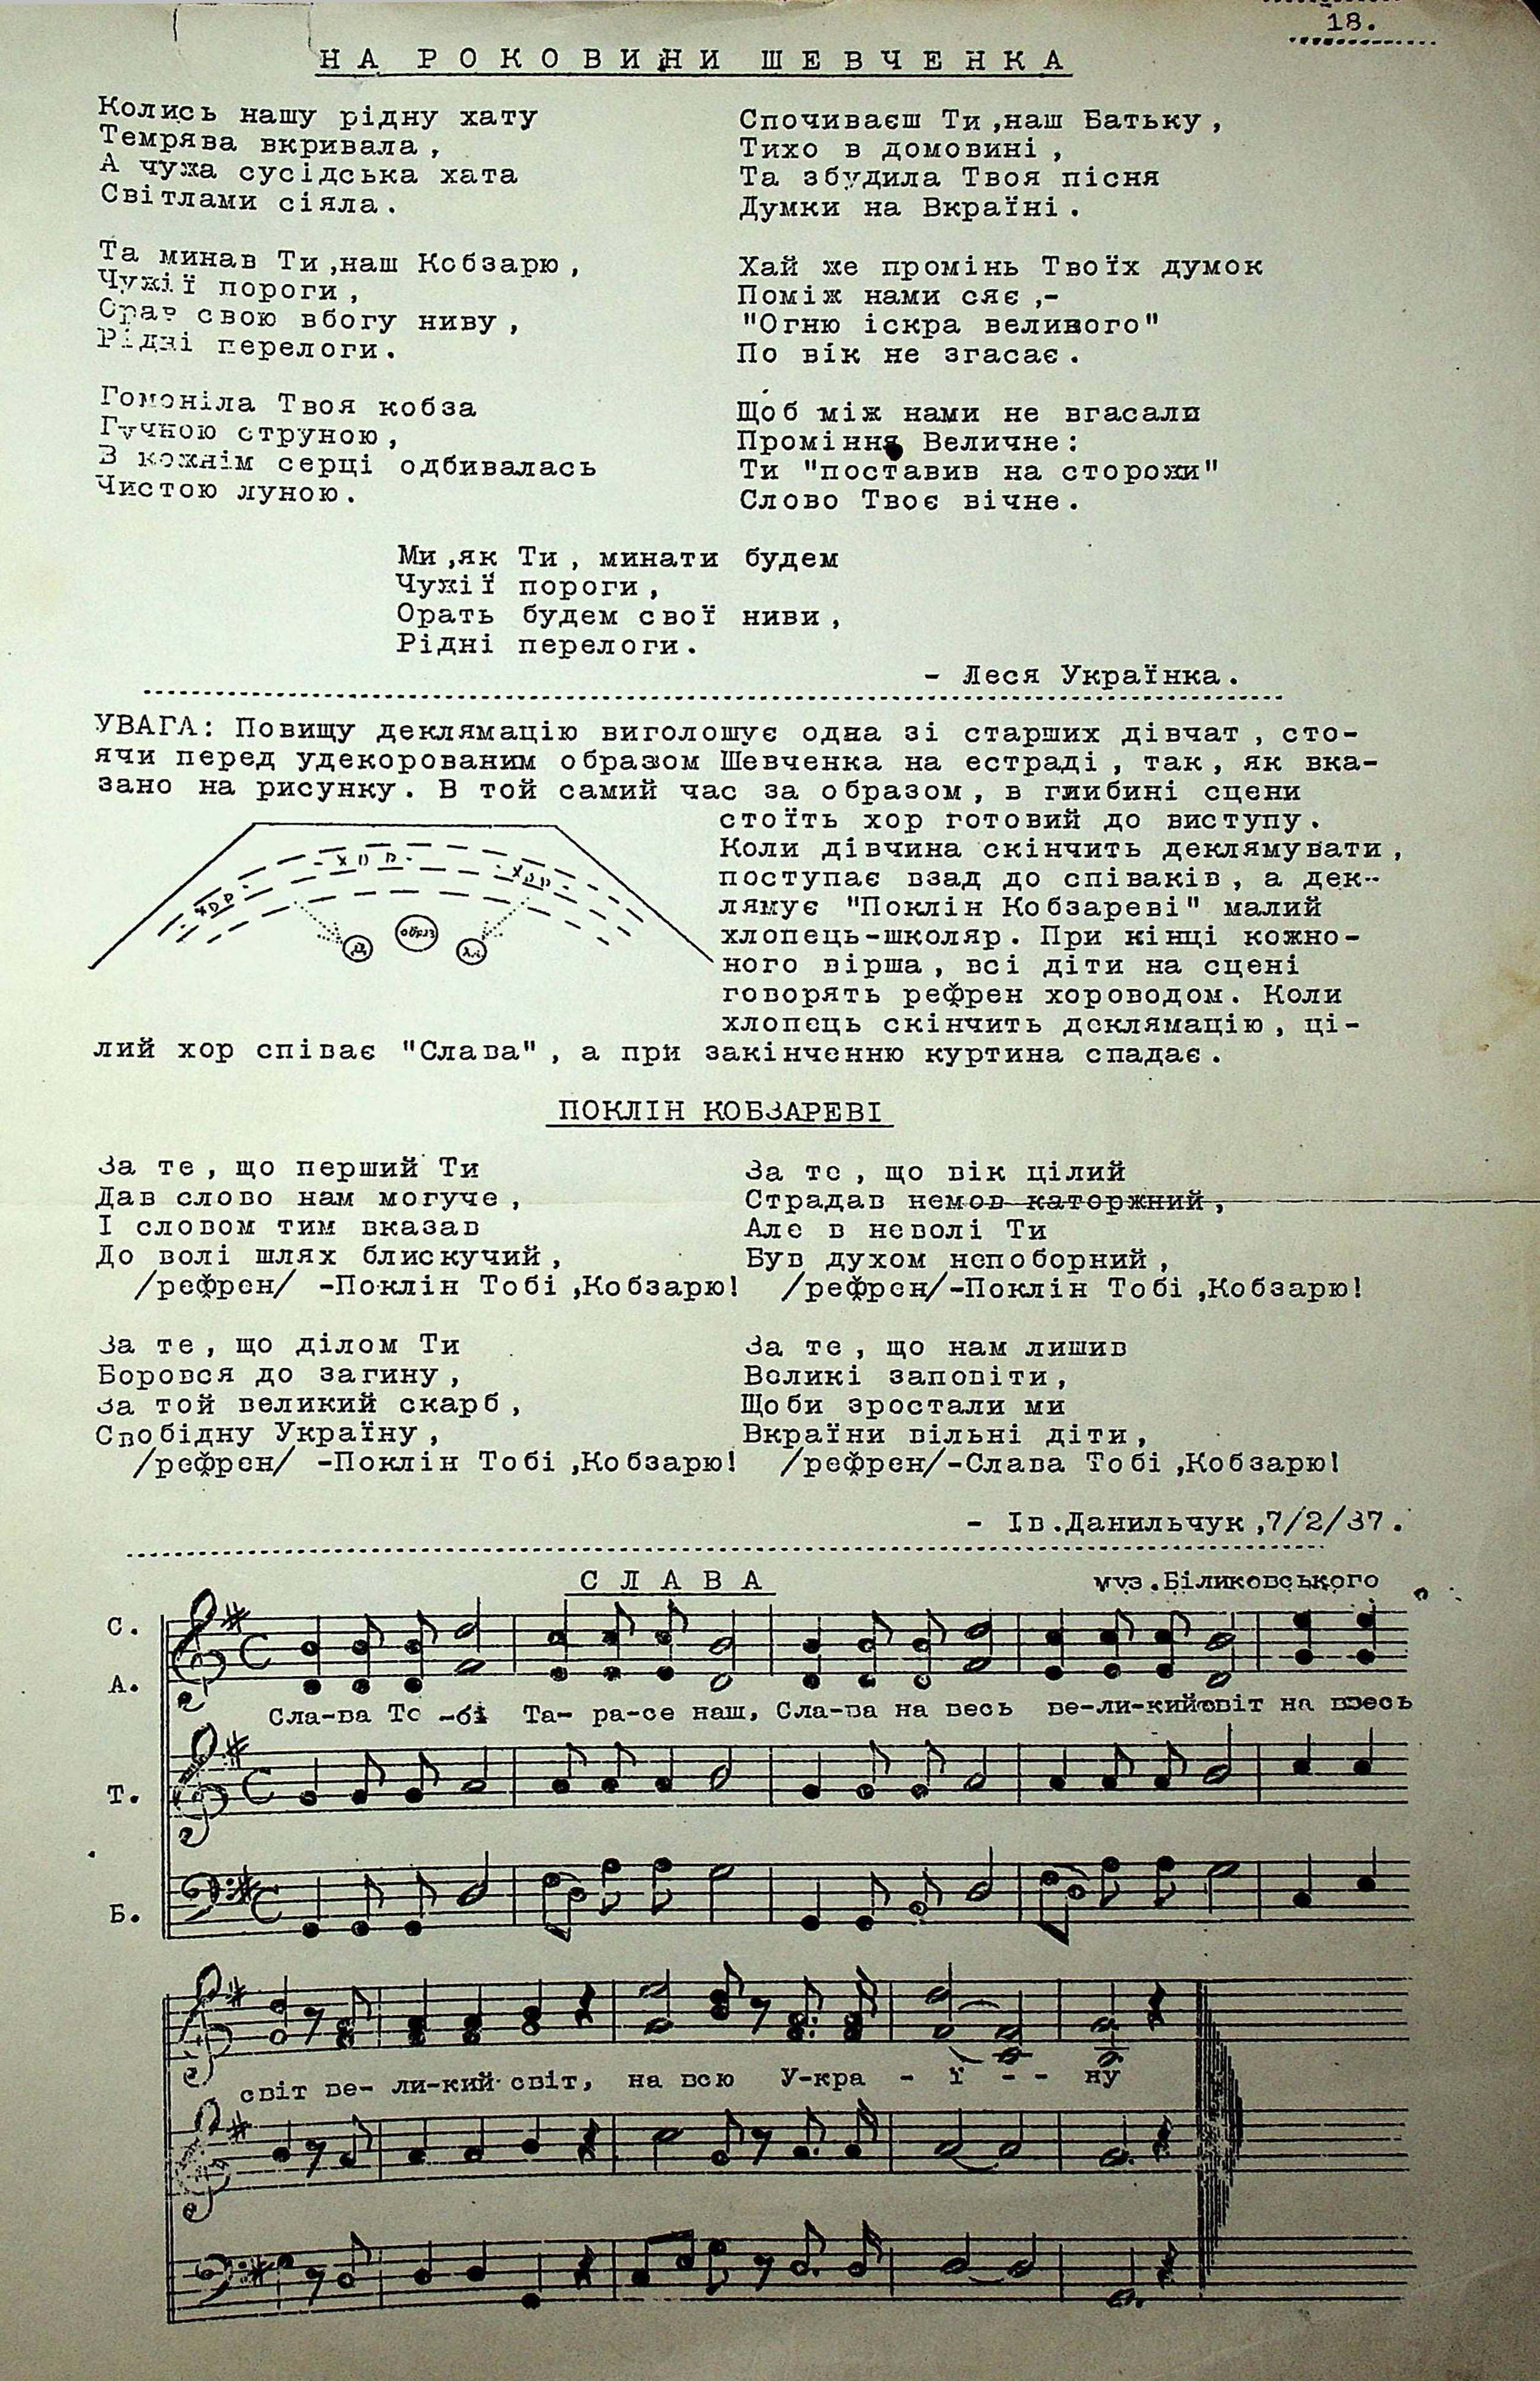 18.
НА РОКОВИНИ ШЕВЧЕНКА
Колись нашу рідну хату
Темрява вкривала,
А чужа сусідська хата
Світлами сіяла.
Та минав Ти,наш Кобзарю,
Чужії пороги,
Орав свою вбогу ниву,
Рідні перелоги.
Гомоніла Твоя кобза
Гучною струною,
В кожнім серці одбивалась
Чистою луною.
Спочиваєш Ти,наш Батьку,
Тихо в домовині,
Та збудила Твоя пісня
Думки на Вкраїні.
Хай же промінь Твоїх думок
Поміж нами сяє,-
"Огню іскра великого"
По вік не згасає.
Щоб між нами не вгасали
Проміння Величне:
Ти "поставив на сторожи"
Слово Твоє вічне.
Ми,як Ти, минати будем
Чужії пороги,
Орать будем свої ниви,
Рідні перелоги.
- Леся Українка.
УВАГА: Повищу деклямацію виголошує одна зі старших дівчат, сто-
ячи перед удекорованим образом Шевченка на естраді, так, як вка-
зано на рисунку. В той самий час за образом, в глибині сцени
стоїть хор готовий до виступу.
Коли дівчина скінчить деклямувати,
поступає взад до співаків, а дек-
лямує "Поклін Кобзареві" малий
хлопець-школяр. При кінці кожно-
ного вірша, всі діти на сцені
говорять рефрен хороводом. Коли
хлопець скінчить деклямацію, ці-
лий хор співає "Слава", а при закінченню куртина спадає.
образ
ПОКЛІН КОБЗАРЕВІ
За те, що перший Ти
Дав слово нам могуче,
І словом тим вказав
До волі шлях блискучий,
/рефрен/ -Поклін Тобі,Кобзарю!
За те, що ділом Ти
Боровся до загину,
За той великий скарб,
Свобідну Україну,
/рефрен/ -Поклін Тобі,Кобзарю!
За те, що вік цілий
Страдав немов каторжний,
Але в неволі Ти
Був духом непоборний,
/рефрен/-Поклін Тобі,Кобзарю!
За те, що нам лишив
Великі заповіти,
Щоби зростали ми
Вкраїни вільні діти,
/рефрен/-Слава Тобі,Кобзарю!
- Ів.Данильчук,7/2/37.
СЛАВА
муз.Біликовського
С.
А.
Сла-ва То -бі Та- ра-се наш, Сла-ва на весь ве-ли-кийсвіт на весь
Т.
Б.
світ ве- ли-кий світ, на всю У-кра - ї - - ну